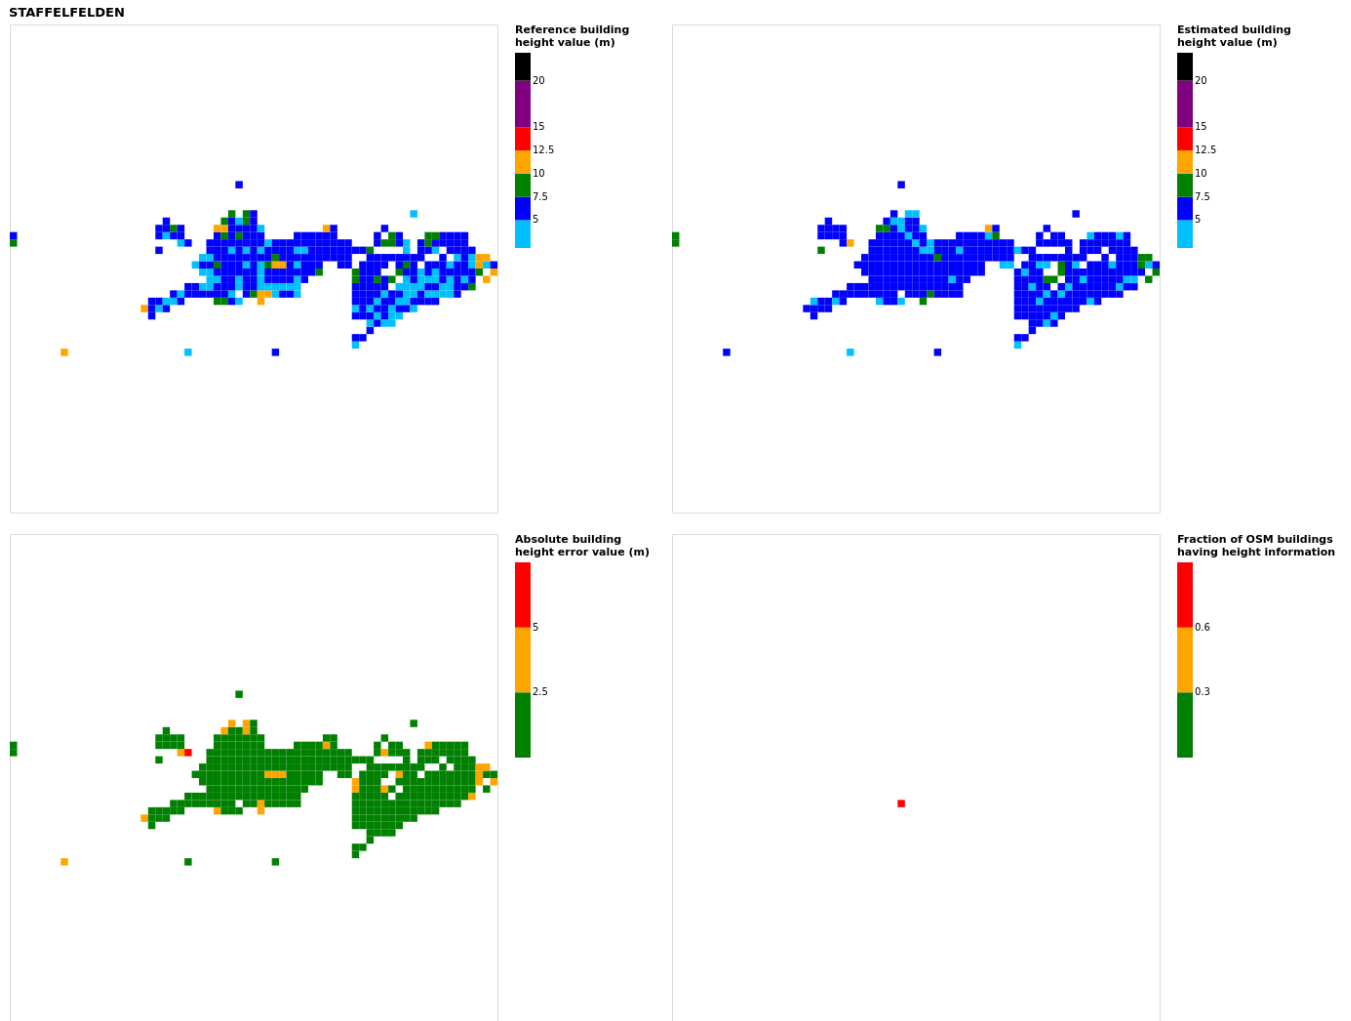 STAFFELFELDEN
Reference building
height value (m)
20
15
12.5
10
7.5
5
Estimated building
height value (m)
20
15
12.5
10
7.5
5
Absolute building
height error value (m)
5
2.5
Fraction of OSM buildings
having height information
0.6
0.3